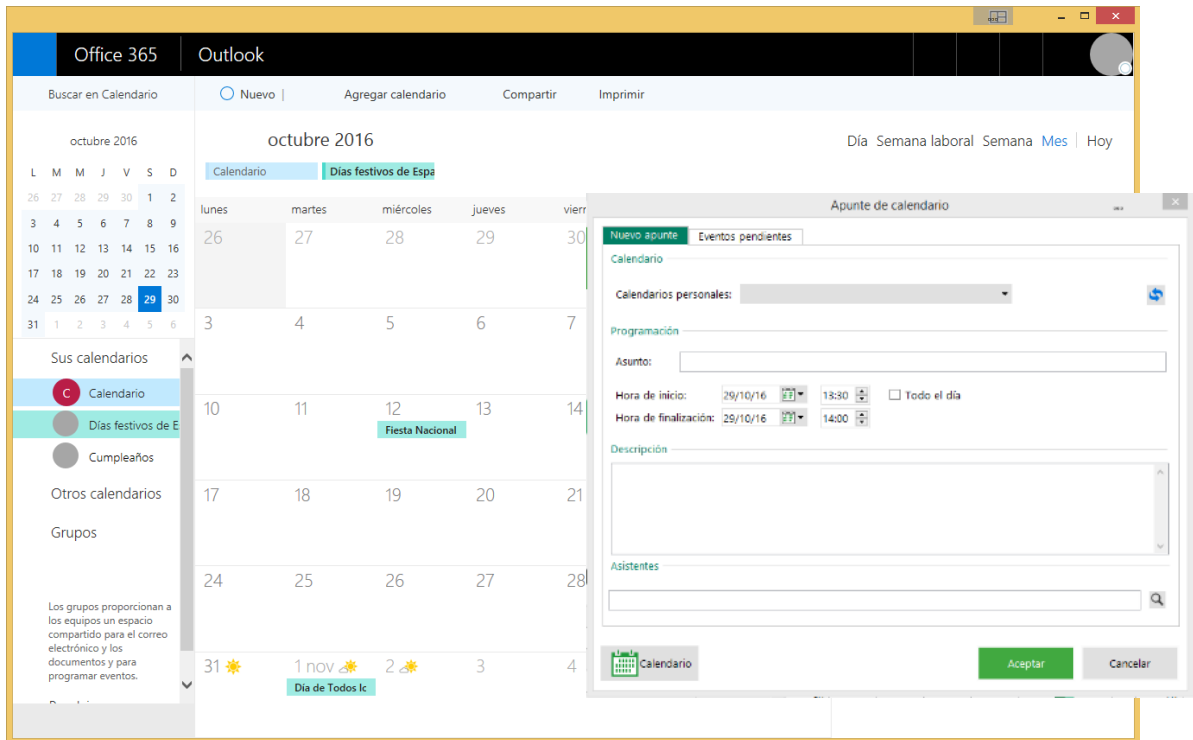 Office 365 Outlook
Buscar en Calendario
Nuevo | Agregar calendario Compartir Imprimir
octubre 2016
L M M J V S D
26 27 28 29 30 1 2
3 4 5 6 7 8 9
10 11 12 13 14 15 16
17 18 19 20 21 22 23
24 25 26 27 28 29 30
31 1 2 3 4 5 6
Sus calendarios
C Calendario
Días festivos de E
Cumpleaños
Otros calendarios
Grupos
Los grupos proporcionan a
los equipos un espacio
compartido para el correo
electrónico y los
documentos y para
programar eventos.
octubre 2016
Día Semana laboral Semana Mes Hoy
Calendario Días festivos de Espa
lunes martes miércoles jueves vierr
26 27 28 29 30
3 4 5 6 7
10 11 12 13 14
Fiesta Nacional
17 18 19 20 21
24 25 26 27 28
31 1 nov 2 3 4
Día de Todos lc
Apunte de calendario
Nuevo apunte Eventos pendientes
Calendario
Calendarios personales:
Programación
Asunto:
Hora de inicio: 29/10/16 13:30 Todo el día
Hora de finalización: 29/10/16 14:00
Descripción
Asistentes
Calendario Aceptar Cancelar